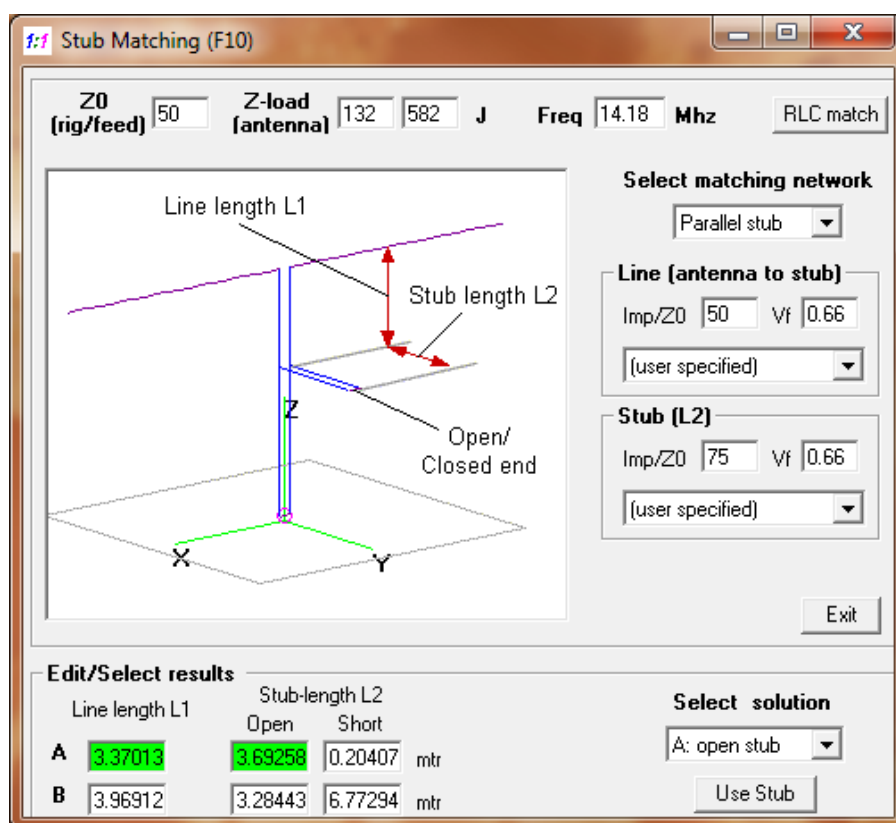 1:1 Stub Matching (F10)
Z0 (rig/feed) 50 Z-load (antenna) 132 582 J Freq 14.18 Mhz RLC match
Select matching network
Parallel stub
Line length L1
Stub length L2
Z
Open/
Closed end
X
Y
Line (antenna to stub)
Imp/Z0 50 Vf 0.66
(user specified)
Stub (L2)
Imp/Z0 75 Vf 0.66
(user specified)
Exit
Edit/Select results
Line length L1 Stub-length L2
Open Short
A 3.37013 3.69258 0.20407 mtr
B 3.96912 3.28443 6.77294 mtr
Select solution
A: open stub
Use Stub